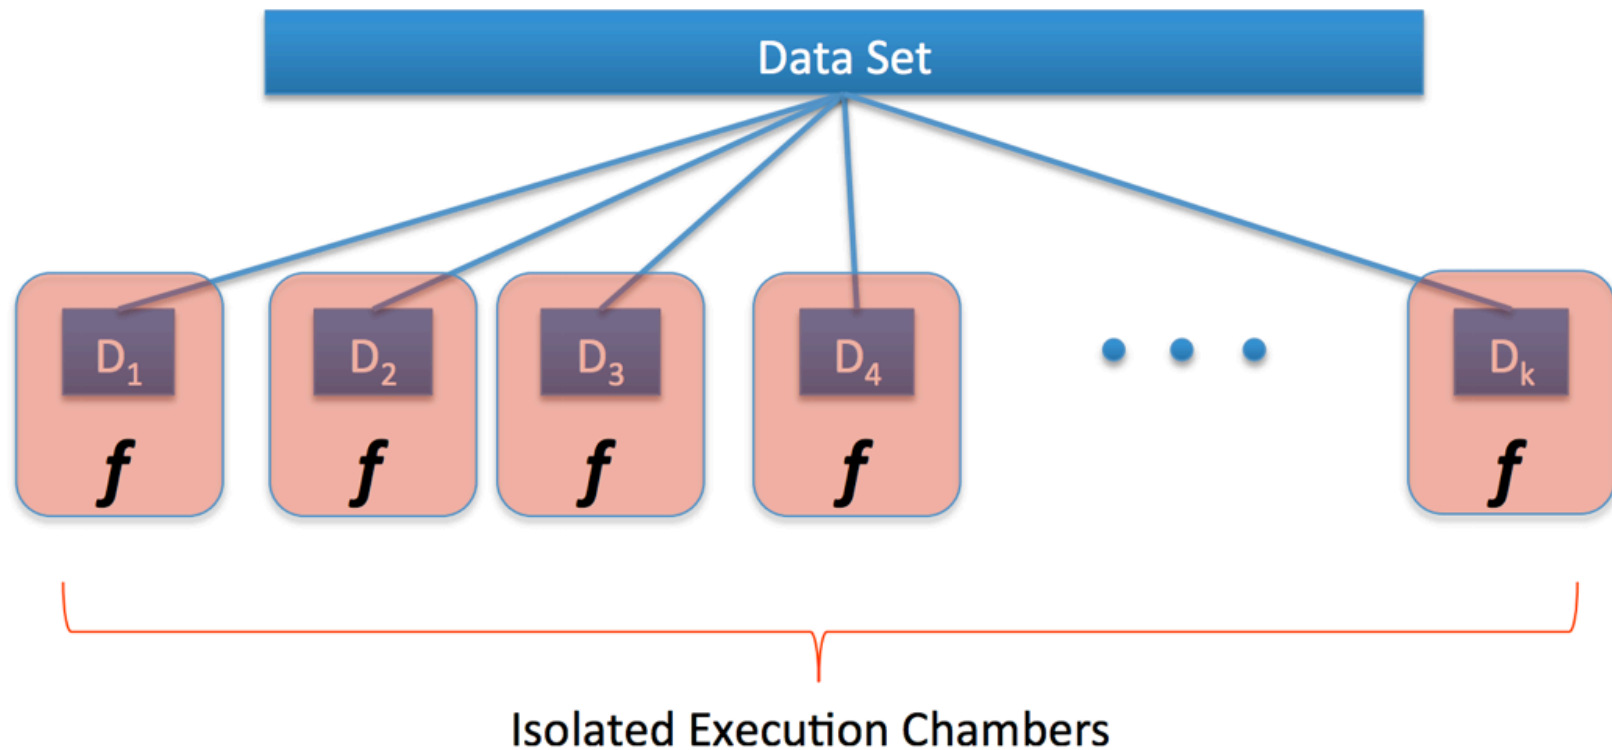 Data Set
D1 D2 D3 D4 Dk
f f f f f
Isolated Execution Chambers